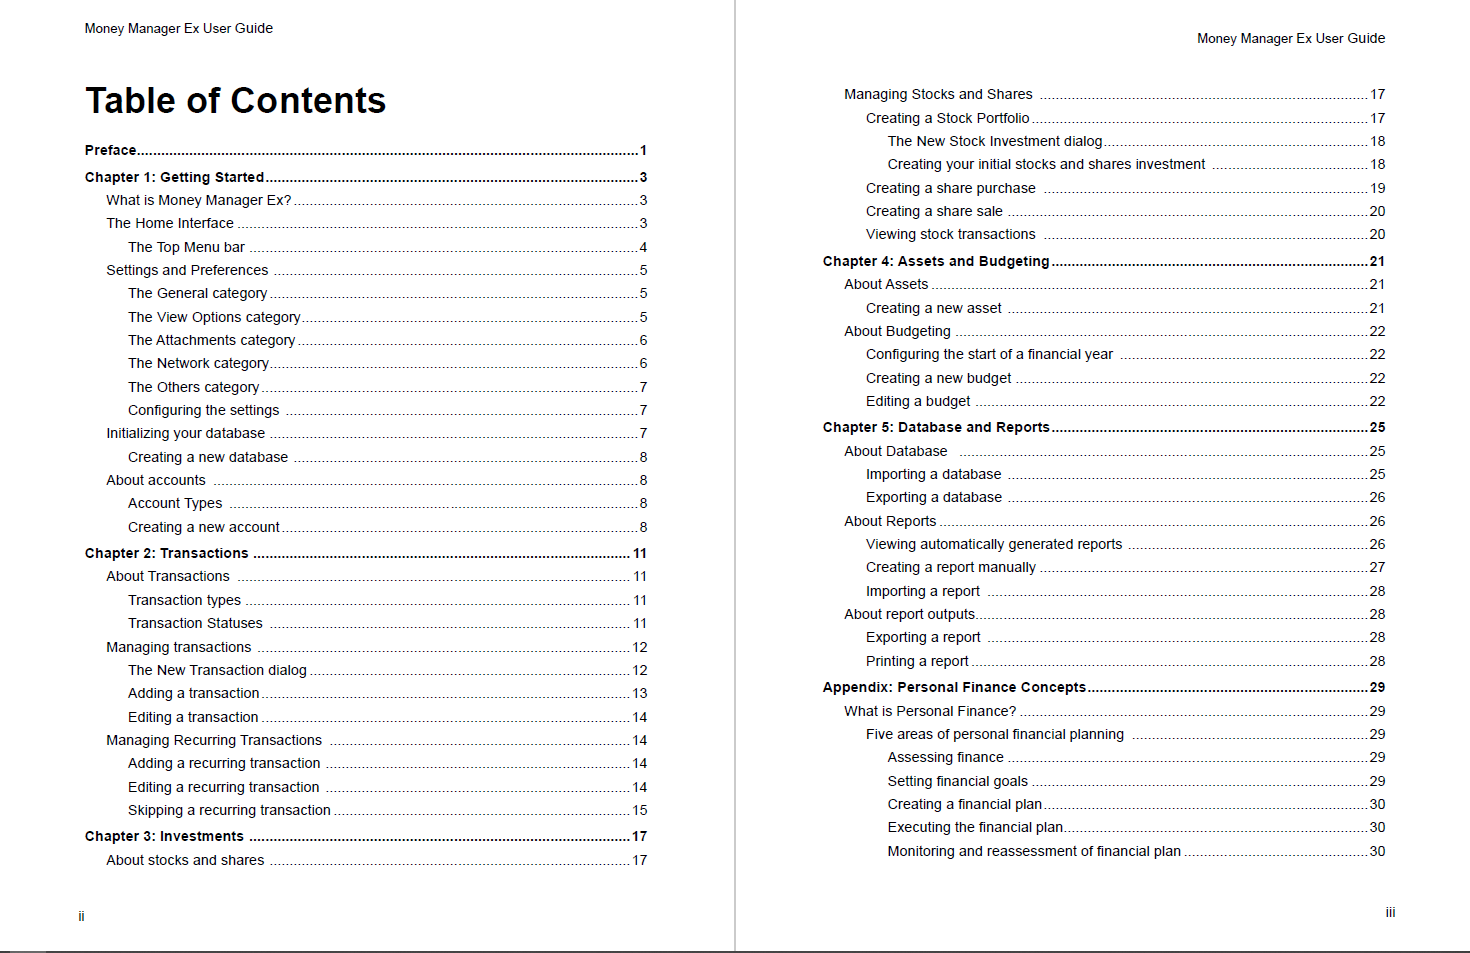 Money Manager Ex User Guide
Table of Contents
Preface 1
Chapter 1: Getting Started 3
What is Money Manager Ex? 3
The Home Interface 3
The Top Menu bar 4
Settings and Preferences 5
The General category 5
The View Options category 5
The Attachments category 6
The Network category 6
The Others category 7
Configuring the settings 7
Initializing your database 7
Creating a new database 8
About accounts 8
Account Types 8
Creating a new account 8
Chapter 2: Transactions 11
About Transactions 11
Transaction types 11
Transaction Statuses 11
Managing transactions 12
The New Transaction dialog 12
Adding a transaction 13
Editing a transaction 14
Managing Recurring Transactions 14
Adding a recurring transaction 14
Editing a recurring transaction 14
Skipping a recurring transaction 15
Chapter 3: Investments 17
About stocks and shares 17
ii
Money Manager Ex User Guide
Managing Stocks and Shares 17
Creating a Stock Portfolio 17
The New Stock Investment dialog 18
Creating your initial stocks and shares investment 18
Creating a share purchase 19
Creating a share sale 20
Viewing stock transactions 20
Chapter 4: Assets and Budgeting 21
About Assets 21
Creating a new asset 21
About Budgeting 22
Configuring the start of a financial year 22
Creating a new budget 22
Editing a budget 22
Chapter 5: Database and Reports 25
About Database 25
Importing a database 25
Exporting a database 26
About Reports 26
Viewing automatically generated reports 26
Creating a report manually 27
Importing a report 28
About report outputs 28
Exporting a report 28
Printing a report 28
Appendix: Personal Finance Concepts 29
What is Personal Finance? 29
Five areas of personal financial planning 29
Assessing finance 29
Setting financial goals 29
Creating a financial plan 30
Executing the financial plan 30
Monitoring and reassessment of financial plan 30
iii